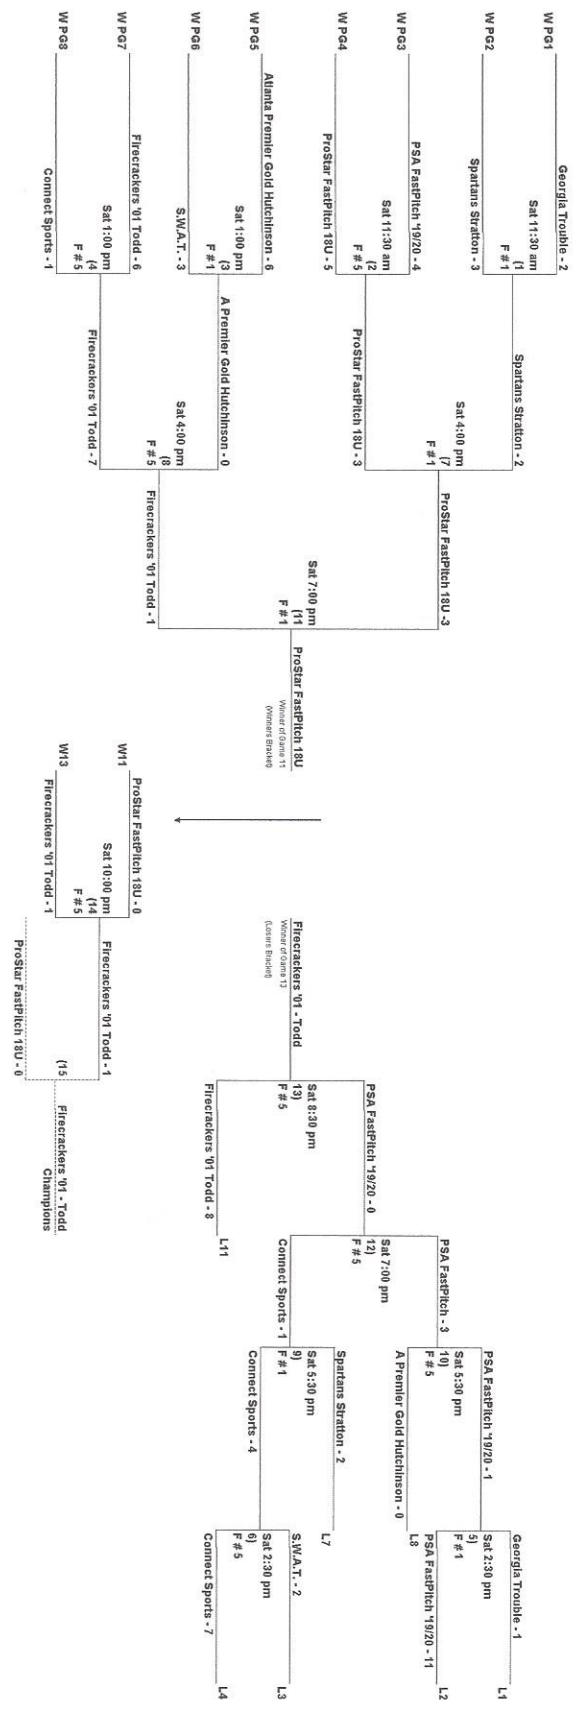 W PG1
Georgia Trouble - 2
Sat 11:30 am
(1
F # 1
W PG2
Spartans Stratton - 3
Spartans Stratton - 2
W PG3
PSA FastPitch '19/20 - 4
Sat 11:30 am
(2
F # 5
W PG4
ProStar FastPitch 18U - 5
ProStar FastPitch 18U - 3
Sat 4:00 pm
(7
F # 1
ProStar FastPitch 18U -3
W PG5
Atlanta Premier Gold Hutchinson - 6
Sat 1:00 pm
(3
F # 1
W PG6
S.W.A.T. - 3
A Premier Gold Hutchinson - 0
W PG7
Firecrackers '01 Todd - 6
Sat 1:00 pm
(4
F # 5
W PG8
Connect Sports - 1
Firecrackers '01 Todd - 7
Sat 4:00 pm
(8
F # 5
Firecrackers '01 Todd - 1
Sat 7:00 pm
(11
F # 1
ProStar FastPitch 18U
Winner of Game 11
(Winners Bracket)
W11
ProStar FastPitch 18U - 0
Sat 10:00 pm
(14
F # 5
W13
Firecrackers '01 Todd - 1
Firecrackers '01 Todd - 1
(15
ProStar FastPitch 18U - 0
Firecrackers '01 - Todd
Champions
Firecrackers '01 - Todd
Winner of Game 13
(Losers Bracket)
PSA FastPitch '19/20 - 0
Sat 8:30 pm
13)
F # 5
Firecrackers '01 Todd - 8
L11
PSA FastPitch - 3
Sat 7:00 pm
12)
F # 5
Connect Sports - 1
PSA FastPitch '19/20 - 1
Sat 5:30 pm
10)
F # 5
A Premier Gold Hutchinson - 0
L8
Spartans Stratton - 2
L7
Sat 5:30 pm
9)
F # 1
Connect Sports - 4
Georgia Trouble - 1
L1
Sat 2:30 pm
5)
F # 1
PSA FastPitch '19/20 - 11
L2
S.W.A.T. - 2
L3
Sat 2:30 pm
6)
F # 5
Connect Sports - 7
L4